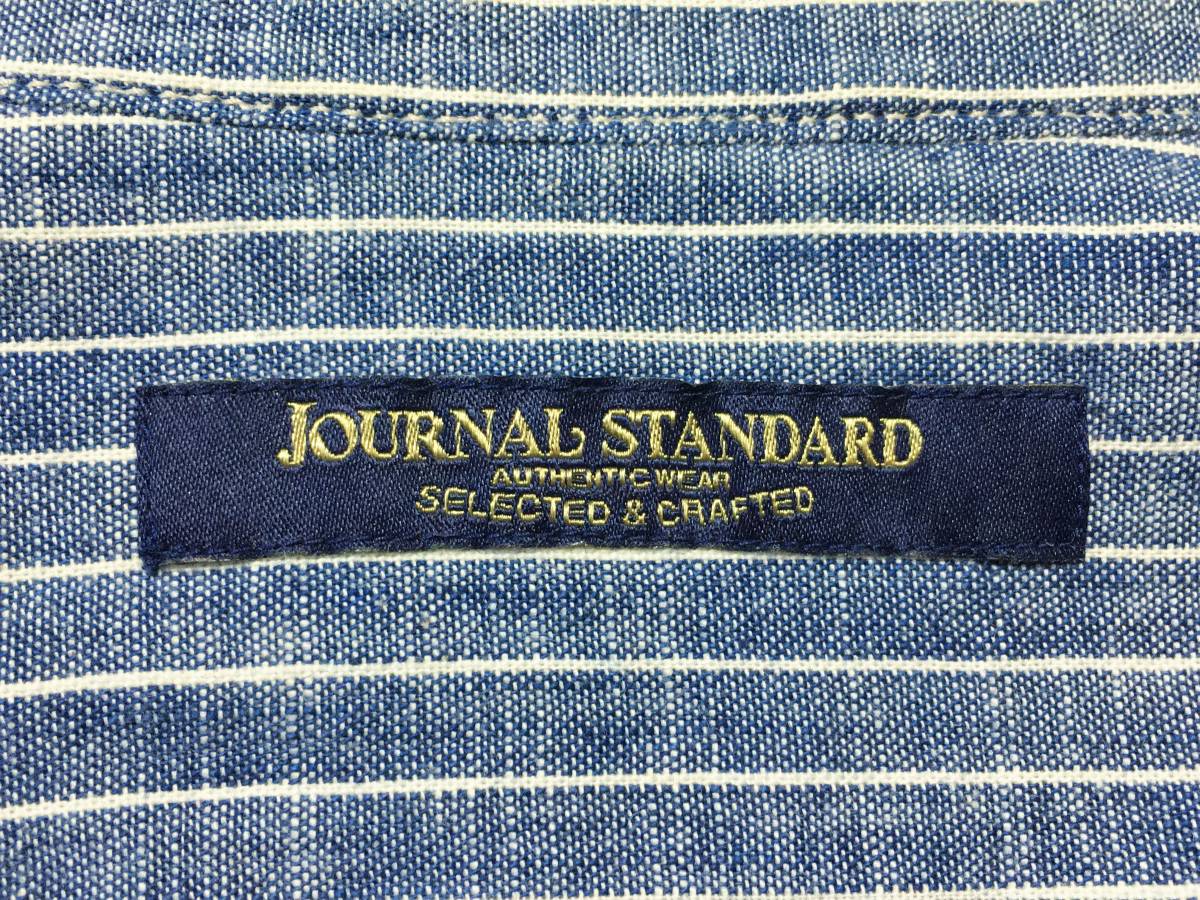 JOURNAL STANDARD
AUTHENTIC WEAR
SELECTED & CRAFTED